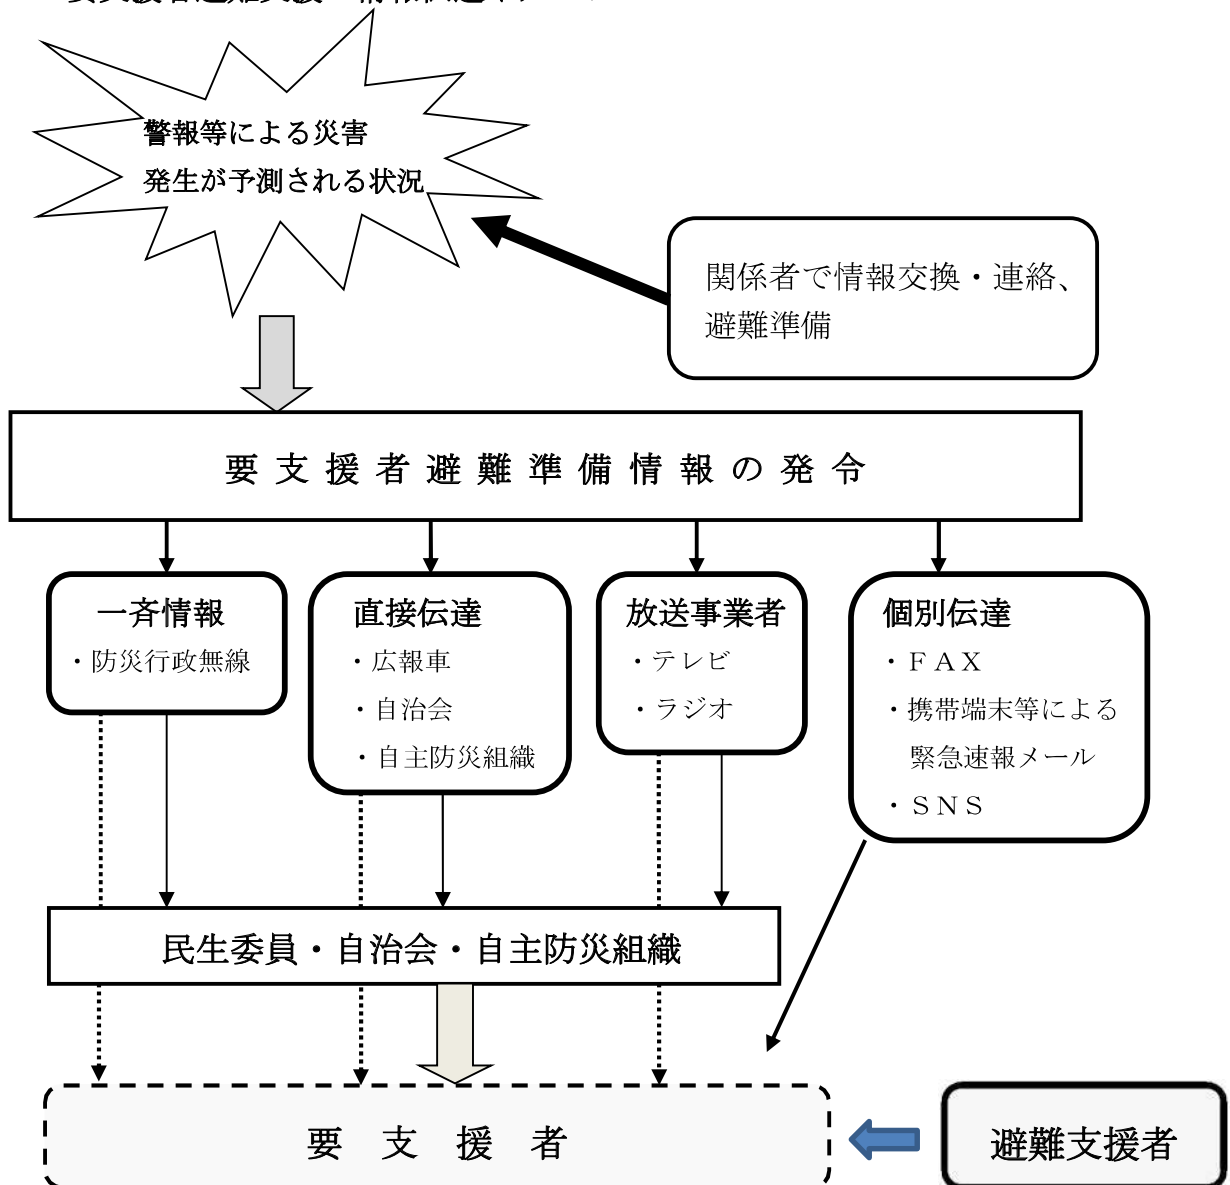 警報等による災害
発生が予測される状況
関係者で情報交換・連絡、
避難準備
要支援者避難準備情報の発令
一斉情報
・防災行政無線
直接伝達
・広報車
・自治会
・自主防災組織
放送事業者
・テレビ
・ラジオ
個別伝達
・ＦＡＸ
・携帯端末等による
緊急速報メール
・ＳＮＳ
民生委員・自治会・自主防災組織
要支援者
避難支援者